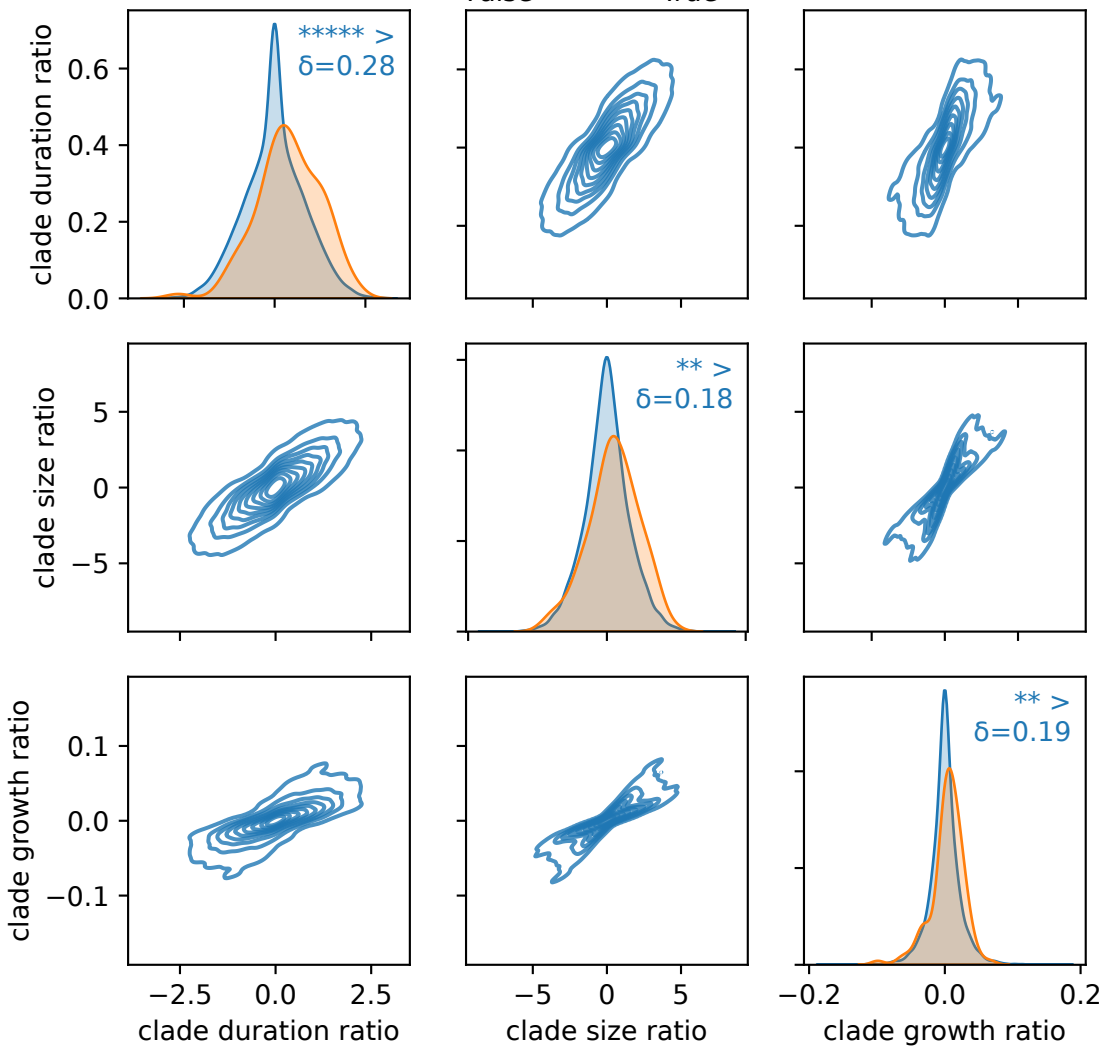 clade duration ratio
0.6
0.4
0.2
0.0
***** >
δ=0.28
clade size ratio
5
0
−5
** >
δ=0.18
clade growth ratio
0.1
0.0
−0.1
** >
δ=0.19
−2.5 0.0 2.5
−5 0 5
−0.2 0.0 0.2
clade duration ratio
clade size ratio
clade growth ratio